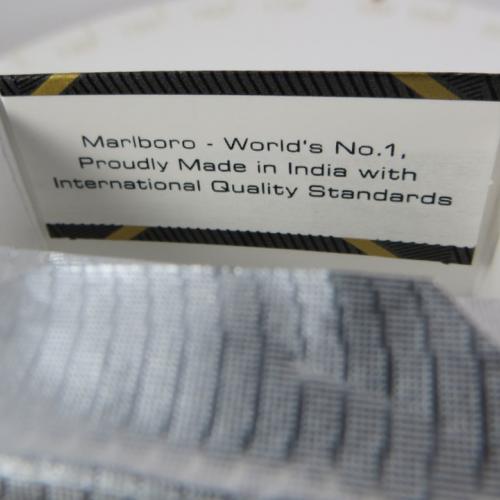 Marlboro - World's No.1,
Proudly Made in India with
International Quality Standards